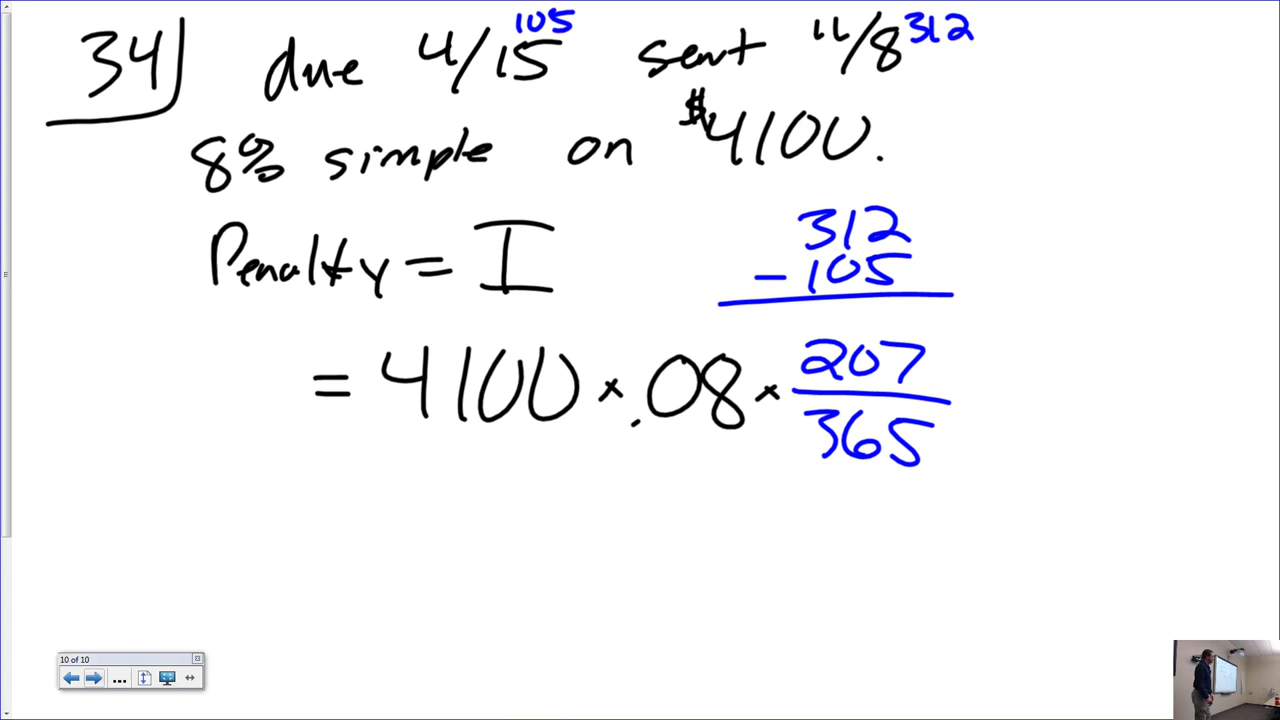 34) due 4/15 105 sent 11/8 312
8% simple on $4100.
Penalty = I
312
- 105
= 4100 × .08 × 207/365
10 of 10
...